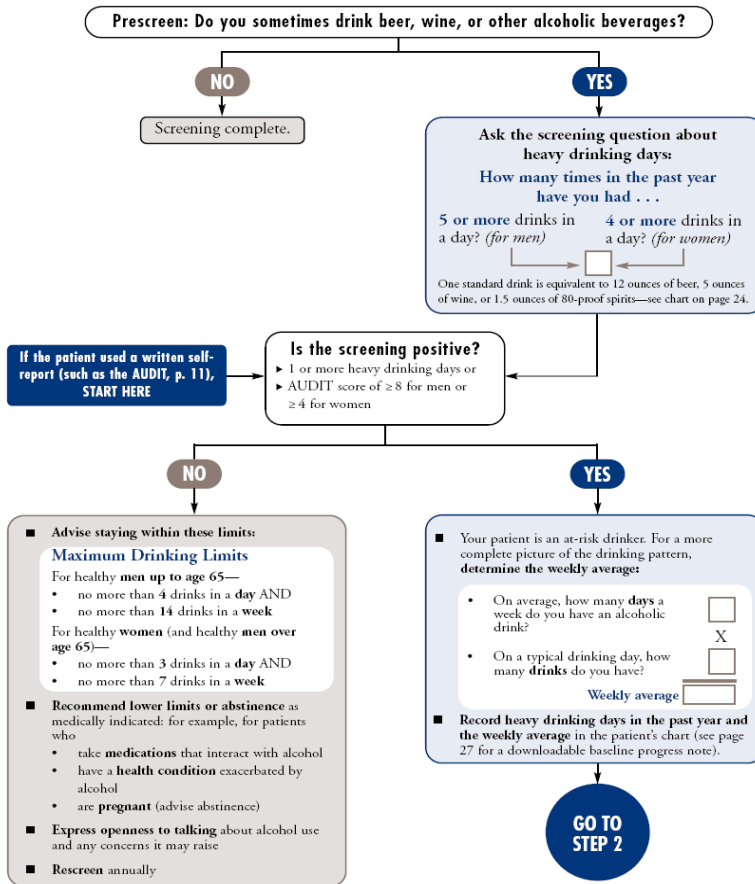 Prescreen: Do you sometimes drink beer, wine, or other alcoholic beverages?
NO
YES
Screening complete.
Ask the screening question about
heavy drinking days:
How many times in the past year
have you had . . .
5 or more drinks in
a day? (for men)
4 or more drinks in
a day? (for women)
One standard drink is equivalent to 12 ounces of beer, 5 ounces
of wine, or 1.5 ounces of 80-proof spirits—see chart on page 24.
If the patient used a written self-
report (such as the AUDIT, p. 11),
START HERE
Is the screening positive?
▸ 1 or more heavy drinking days or
▸ AUDIT score of ≥ 8 for men or
≥ 4 for women
NO
YES
■ Advise staying within these limits:
Maximum Drinking Limits
For healthy men up to age 65—
• no more than 4 drinks in a day AND
• no more than 14 drinks in a week
For healthy women (and healthy men over
age 65)—
• no more than 3 drinks in a day AND
• no more than 7 drinks in a week
■ Recommend lower limits or abstinence as
medically indicated: for example, for patients
who
• take medications that interact with alcohol
• have a health condition exacerbated by
alcohol
• are pregnant (advise abstinence)
■ Express openness to talking about alcohol use
and any concerns it may raise
■ Rescreen annually
■ Your patient is an at-risk drinker. For a more
complete picture of the drinking pattern,
determine the weekly average:
• On average, how many days a
week do you have an alcoholic
drink?
X
• On a typical drinking day, how
many drinks do you have?
Weekly average
■ Record heavy drinking days in the past year and
the weekly average in the patient's chart (see page
27 for a downloadable baseline progress note).
GO TO
STEP 2